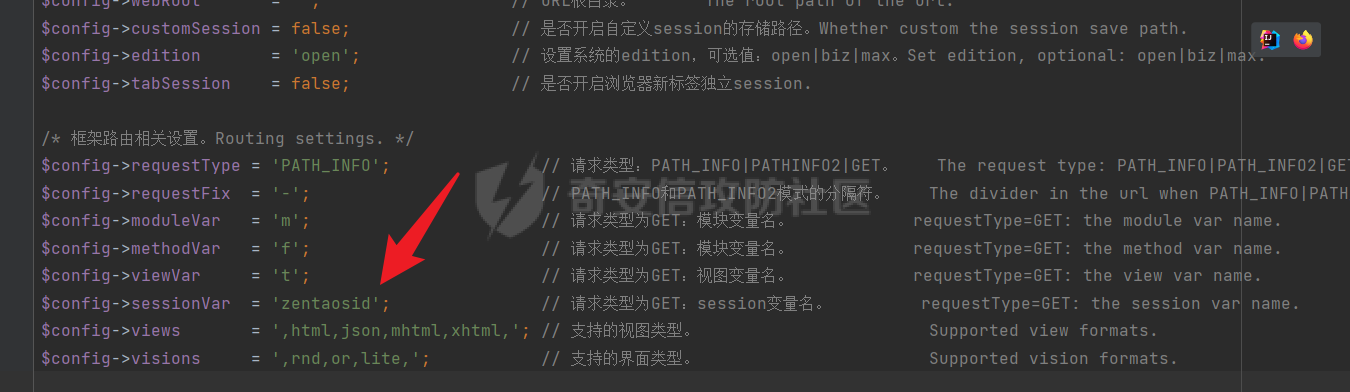 $config->webRoot = ''; // URL根目录。 The root path of the url.
$config->customSession = false; // 是否开启自定义session的存储路径。Whether custom the session save path.
$config->edition = 'open'; // 设置系统的edition，可选值：open|biz|max。Set edition, optional: open|biz|max.
$config->tabSession = false; // 是否开启浏览器新标签独立session.
/* 框架路由相关设置。Routing settings. */
$config->requestType = 'PATH_INFO'; // 请求类型：PATH_INFO|PATHINFO2|GET。 The request type: PATH_INFO|PATH_INFO2|GE
$config->requestFix = '-'; // PATH_INFO和PATH_INFO2模式的分隔符。 The divider in the url when PATH_INFO|PATH
$config->moduleVar = 'm'; // 请求类型为GET：模块变量名。 requestType=GET: the module var name.
$config->methodVar = 'f'; // 请求类型为GET：模块变量名。 requestType=GET: the method var name.
$config->viewVar = 't'; // 请求类型为GET：视图变量名。 requestType=GET: the view var name.
$config->sessionVar = 'zentaosid'; // 请求类型为GET：session变量名。 requestType=GET: the session var name.
$config->views = ',html,json,mhtml,xhtml,'; // 支持的视图类型。 Supported view formats.
$config->visions = ',rnd,or,lite,'; // 支持的界面类型。 Supported vision formats.
奇安信攻防社区